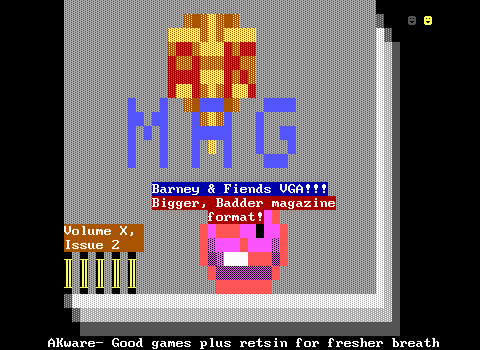 MAG
Barney & Fiends VGA!!!
Bigger, Badder magazine
format!
Volume X,
Issue 2
AKware- Good games plus retsin for fresher breath